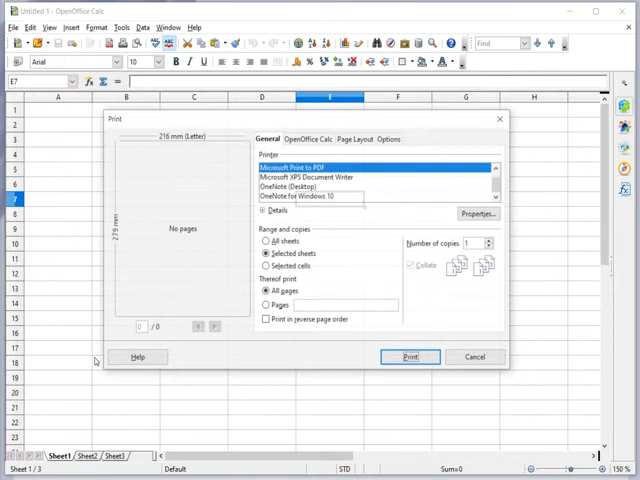 Untitled 1 - OpenOffice Calc
File Edit View Insert Format Tools Data Window Help
Find
Arial 10
E7
A B C D E F G H
1
2
3
4
5
6
7
8
9
10
11
12
13
14
15
16
17
18
19
20
21
22
23
Print
216 mm (Letter)
279 mm
No pages
0 / 0
General OpenOffice Calc Page Layout Options
Printer
Microsoft Print to PDF
Microsoft XPS Document Writer
OneNote (Desktop)
OneNote for Windows 10
Details
Properties...
Range and copies
All sheets
Selected sheets
Selected cells
Number of copies 1
Collate
Thereof print
All pages
Pages
Print in reverse page order
Help Print Cancel
Sheet1 Sheet2 Sheet3
Sheet 1 / 3 Default STD Sum=0 150 %